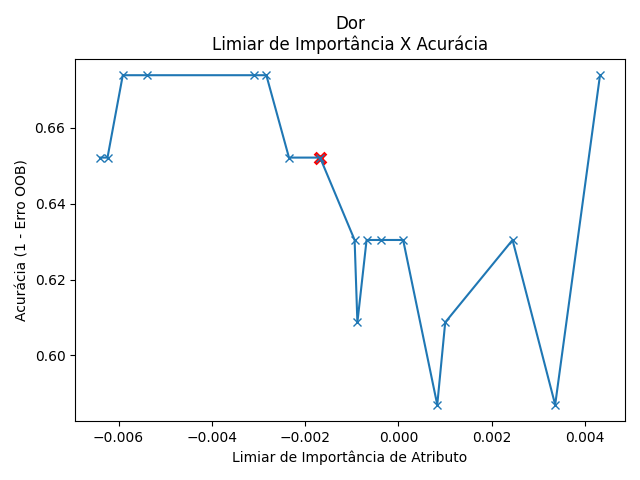 Dor
Limiar de Importância X Acurácia
Acurácia (1 - Erro OOB)
0.66
0.64
0.62
0.60
−0.006 −0.004 −0.002 0.000 0.002 0.004
Limiar de Importância de Atributo